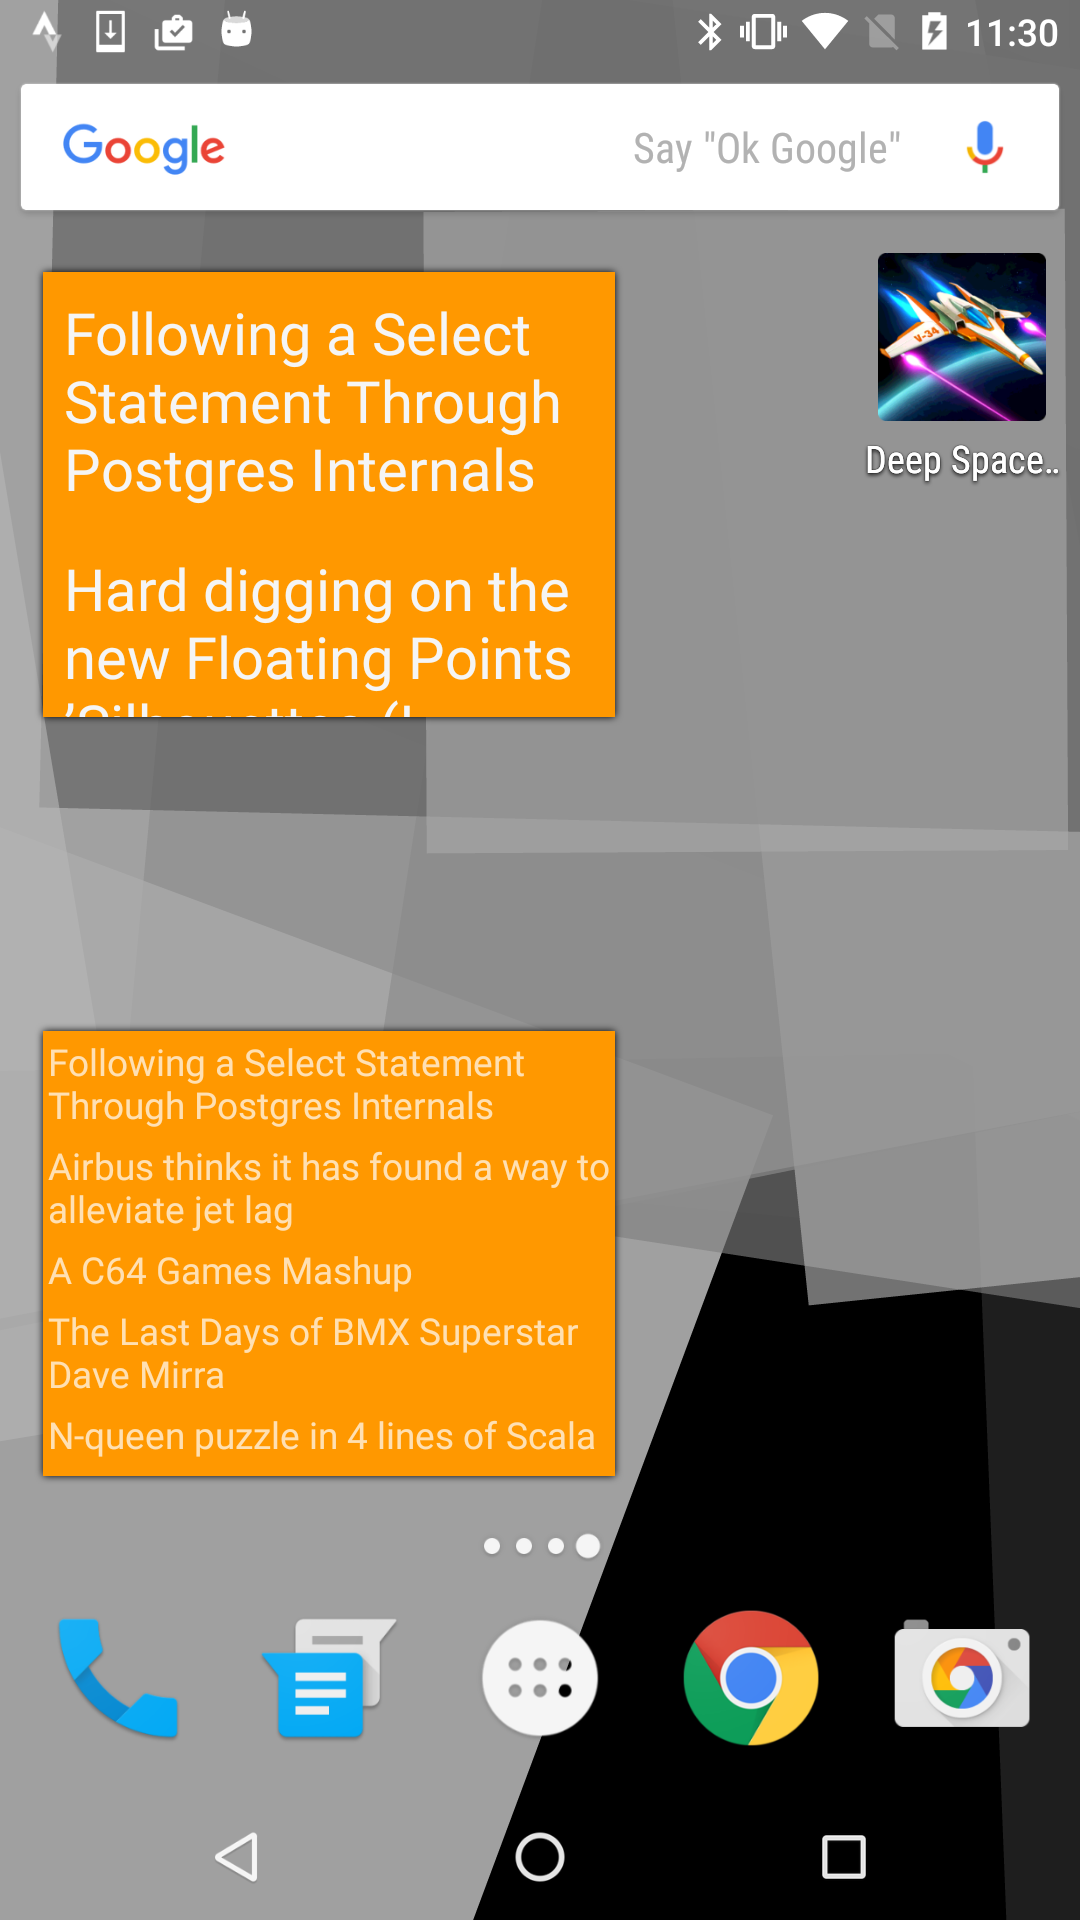 11:30
Google Say "Ok Google"
Following a Select
Statement Through
Postgres Internals
Hard digging on the
new Floating Points
V-34
Deep Space..
Following a Select Statement
Through Postgres Internals
Airbus thinks it has found a way to
alleviate jet lag
A C64 Games Mashup
The Last Days of BMX Superstar
Dave Mirra
N-queen puzzle in 4 lines of Scala